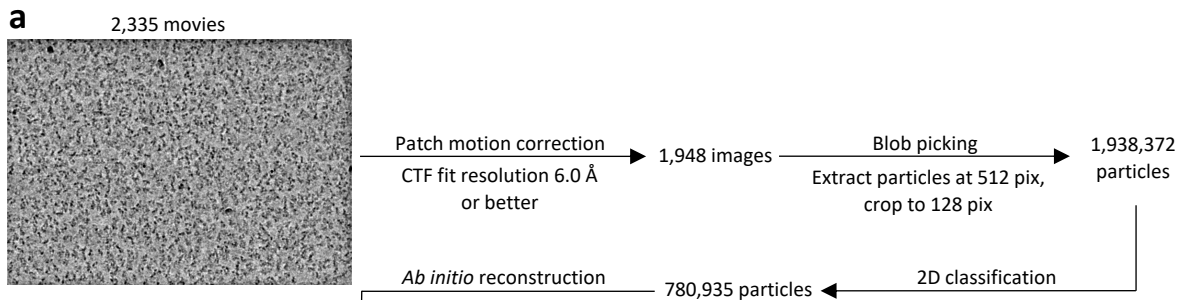 a
2,335 movies
Patch motion correction
CTF fit resolution 6.0 Å
or better
1,948 images
Blob picking
Extract particles at 512 pix,
crop to 128 pix
1,938,372
particles
2D classification
780,935 particles
Ab initio reconstruction